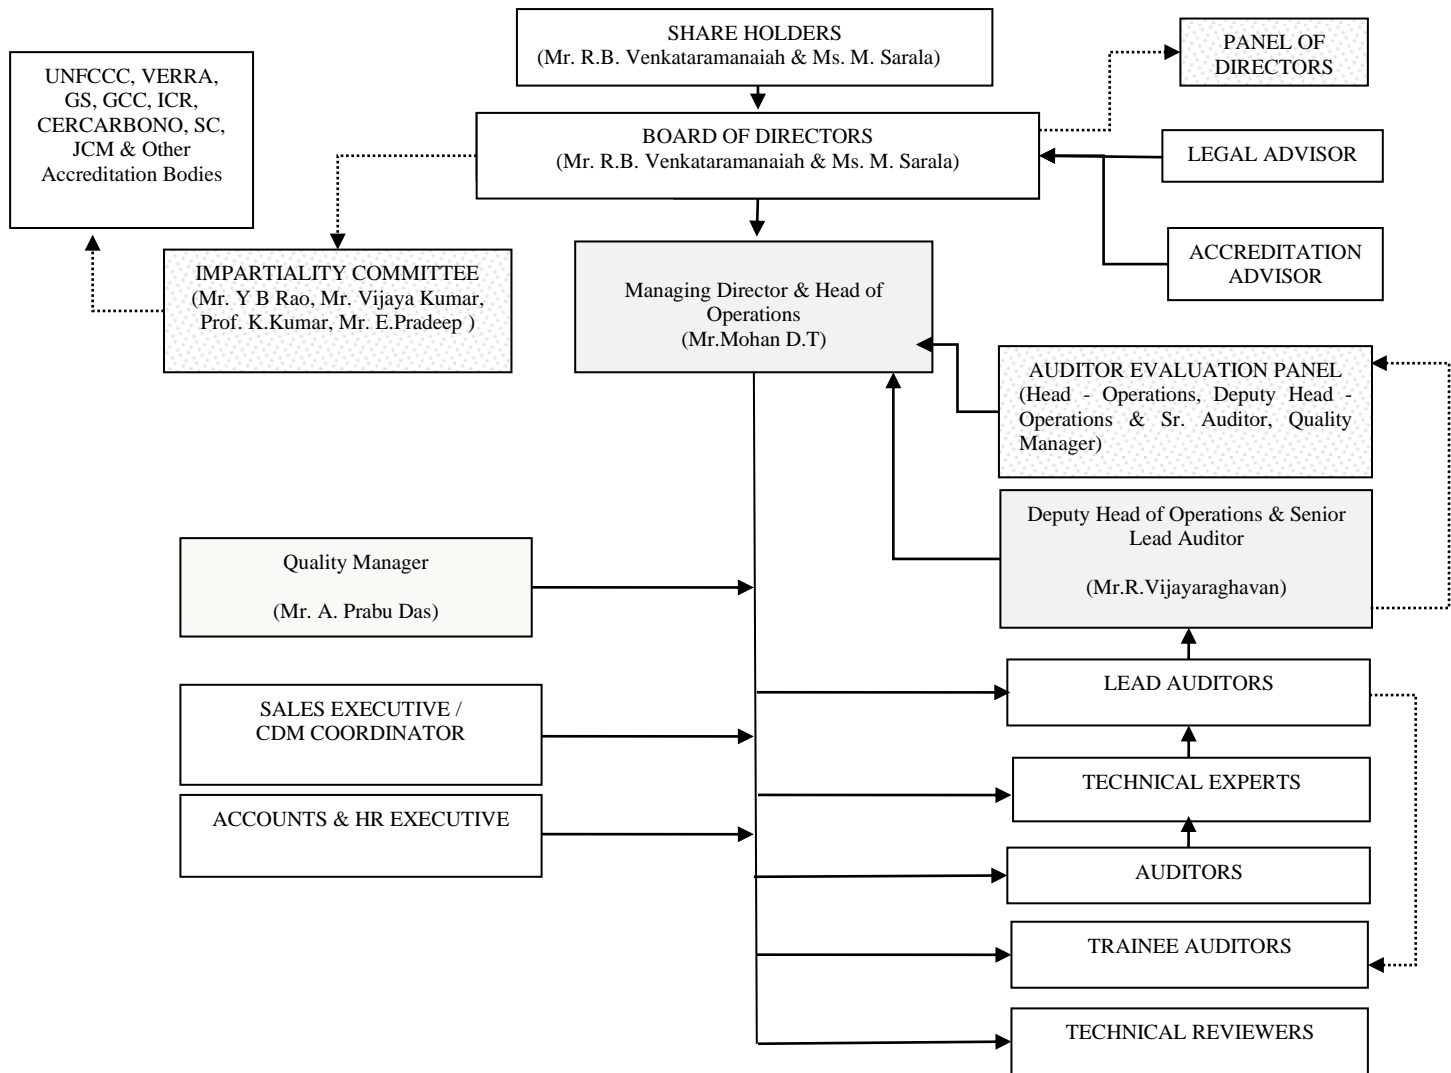 SHARE HOLDERS
(Mr. R.B. Venkataramanaiah & Ms. M. Sarala)
PANEL OF
DIRECTORS
UNFCCC, VERRA,
GS, GCC, ICR,
CERCARBONO, SC,
JCM & Other
Accreditation Bodies
BOARD OF DIRECTORS
(Mr. R.B. Venkataramanaiah & Ms. M. Sarala)
LEGAL ADVISOR
ACCREDITATION
ADVISOR
IMPARTIALITY COMMITTEE
(Mr. Y B Rao, Mr. Vijaya Kumar,
Prof. K.Kumar, Mr. E.Pradeep )
Managing Director & Head of
Operations
(Mr.Mohan D.T)
AUDITOR EVALUATION PANEL
(Head - Operations, Deputy Head -
Operations & Sr. Auditor, Quality
Manager)
Deputy Head of Operations & Senior
Lead Auditor
(Mr.R.Vijayaraghavan)
Quality Manager
(Mr. A. Prabu Das)
LEAD AUDITORS
SALES EXECUTIVE /
CDM COORDINATOR
TECHNICAL EXPERTS
ACCOUNTS & HR EXECUTIVE
AUDITORS
TRAINEE AUDITORS
TECHNICAL REVIEWERS